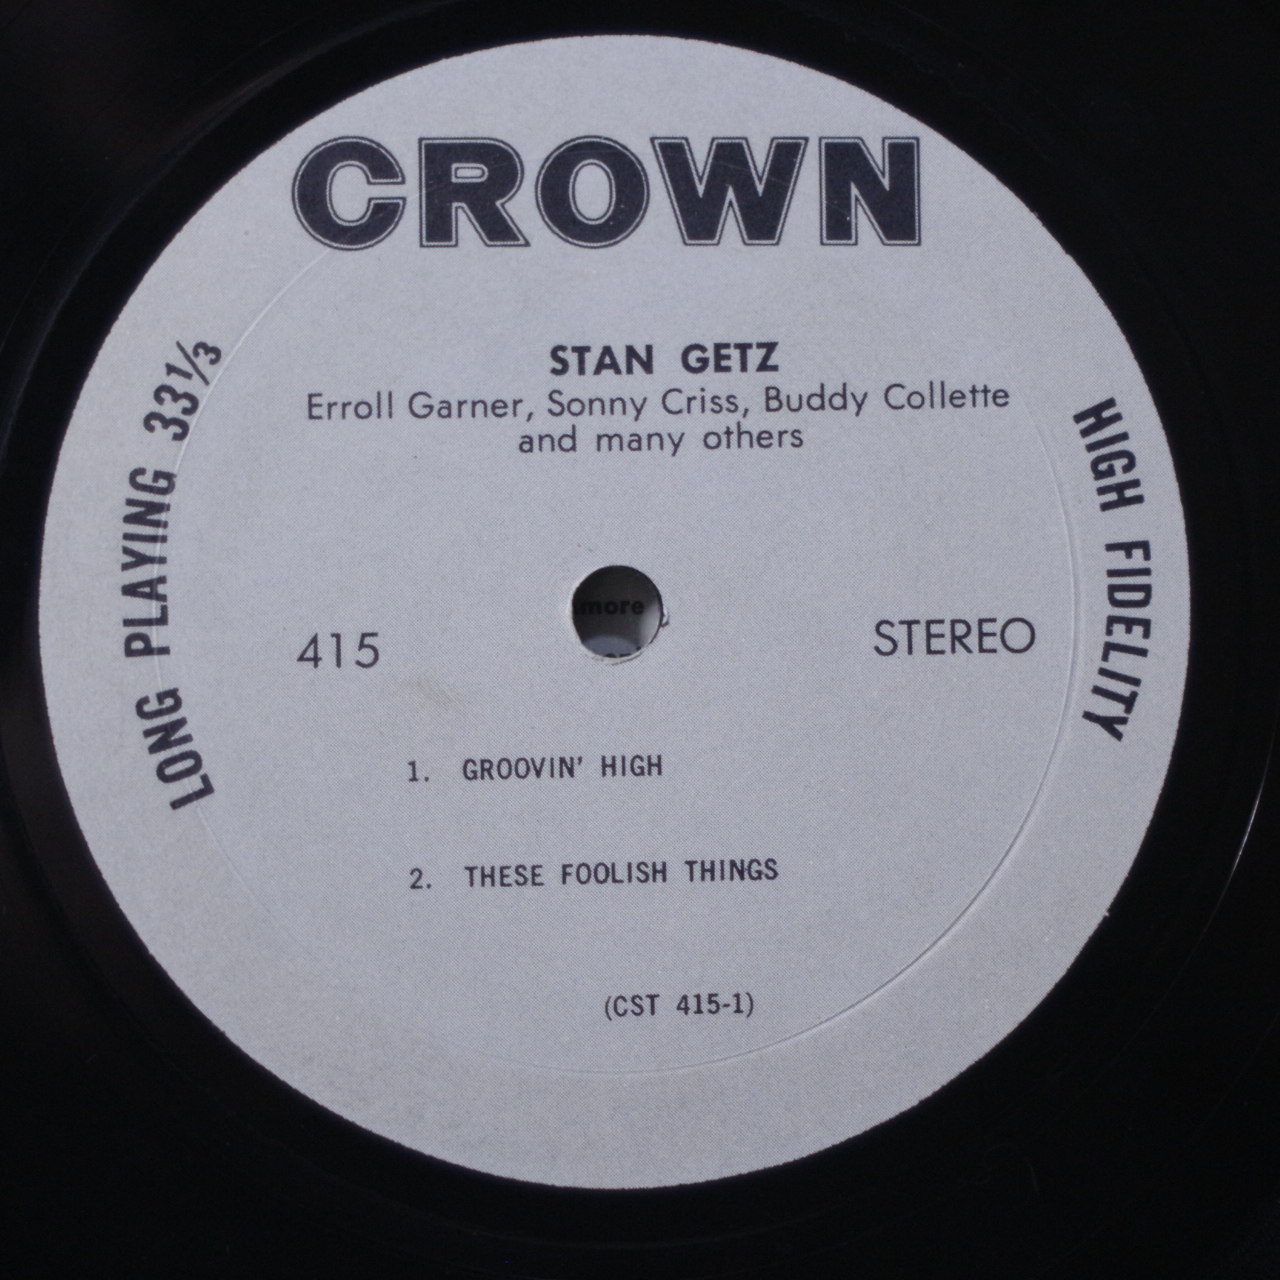 CROWN
STAN GETZ
Erroll Garner, Sonny Criss, Buddy Collette
and many others
LONG PLAYING 33⅓
HIGH FIDELITY
415
STEREO
more
1. GROOVIN' HIGH
2. THESE FOOLISH THINGS
(CST 415-1)